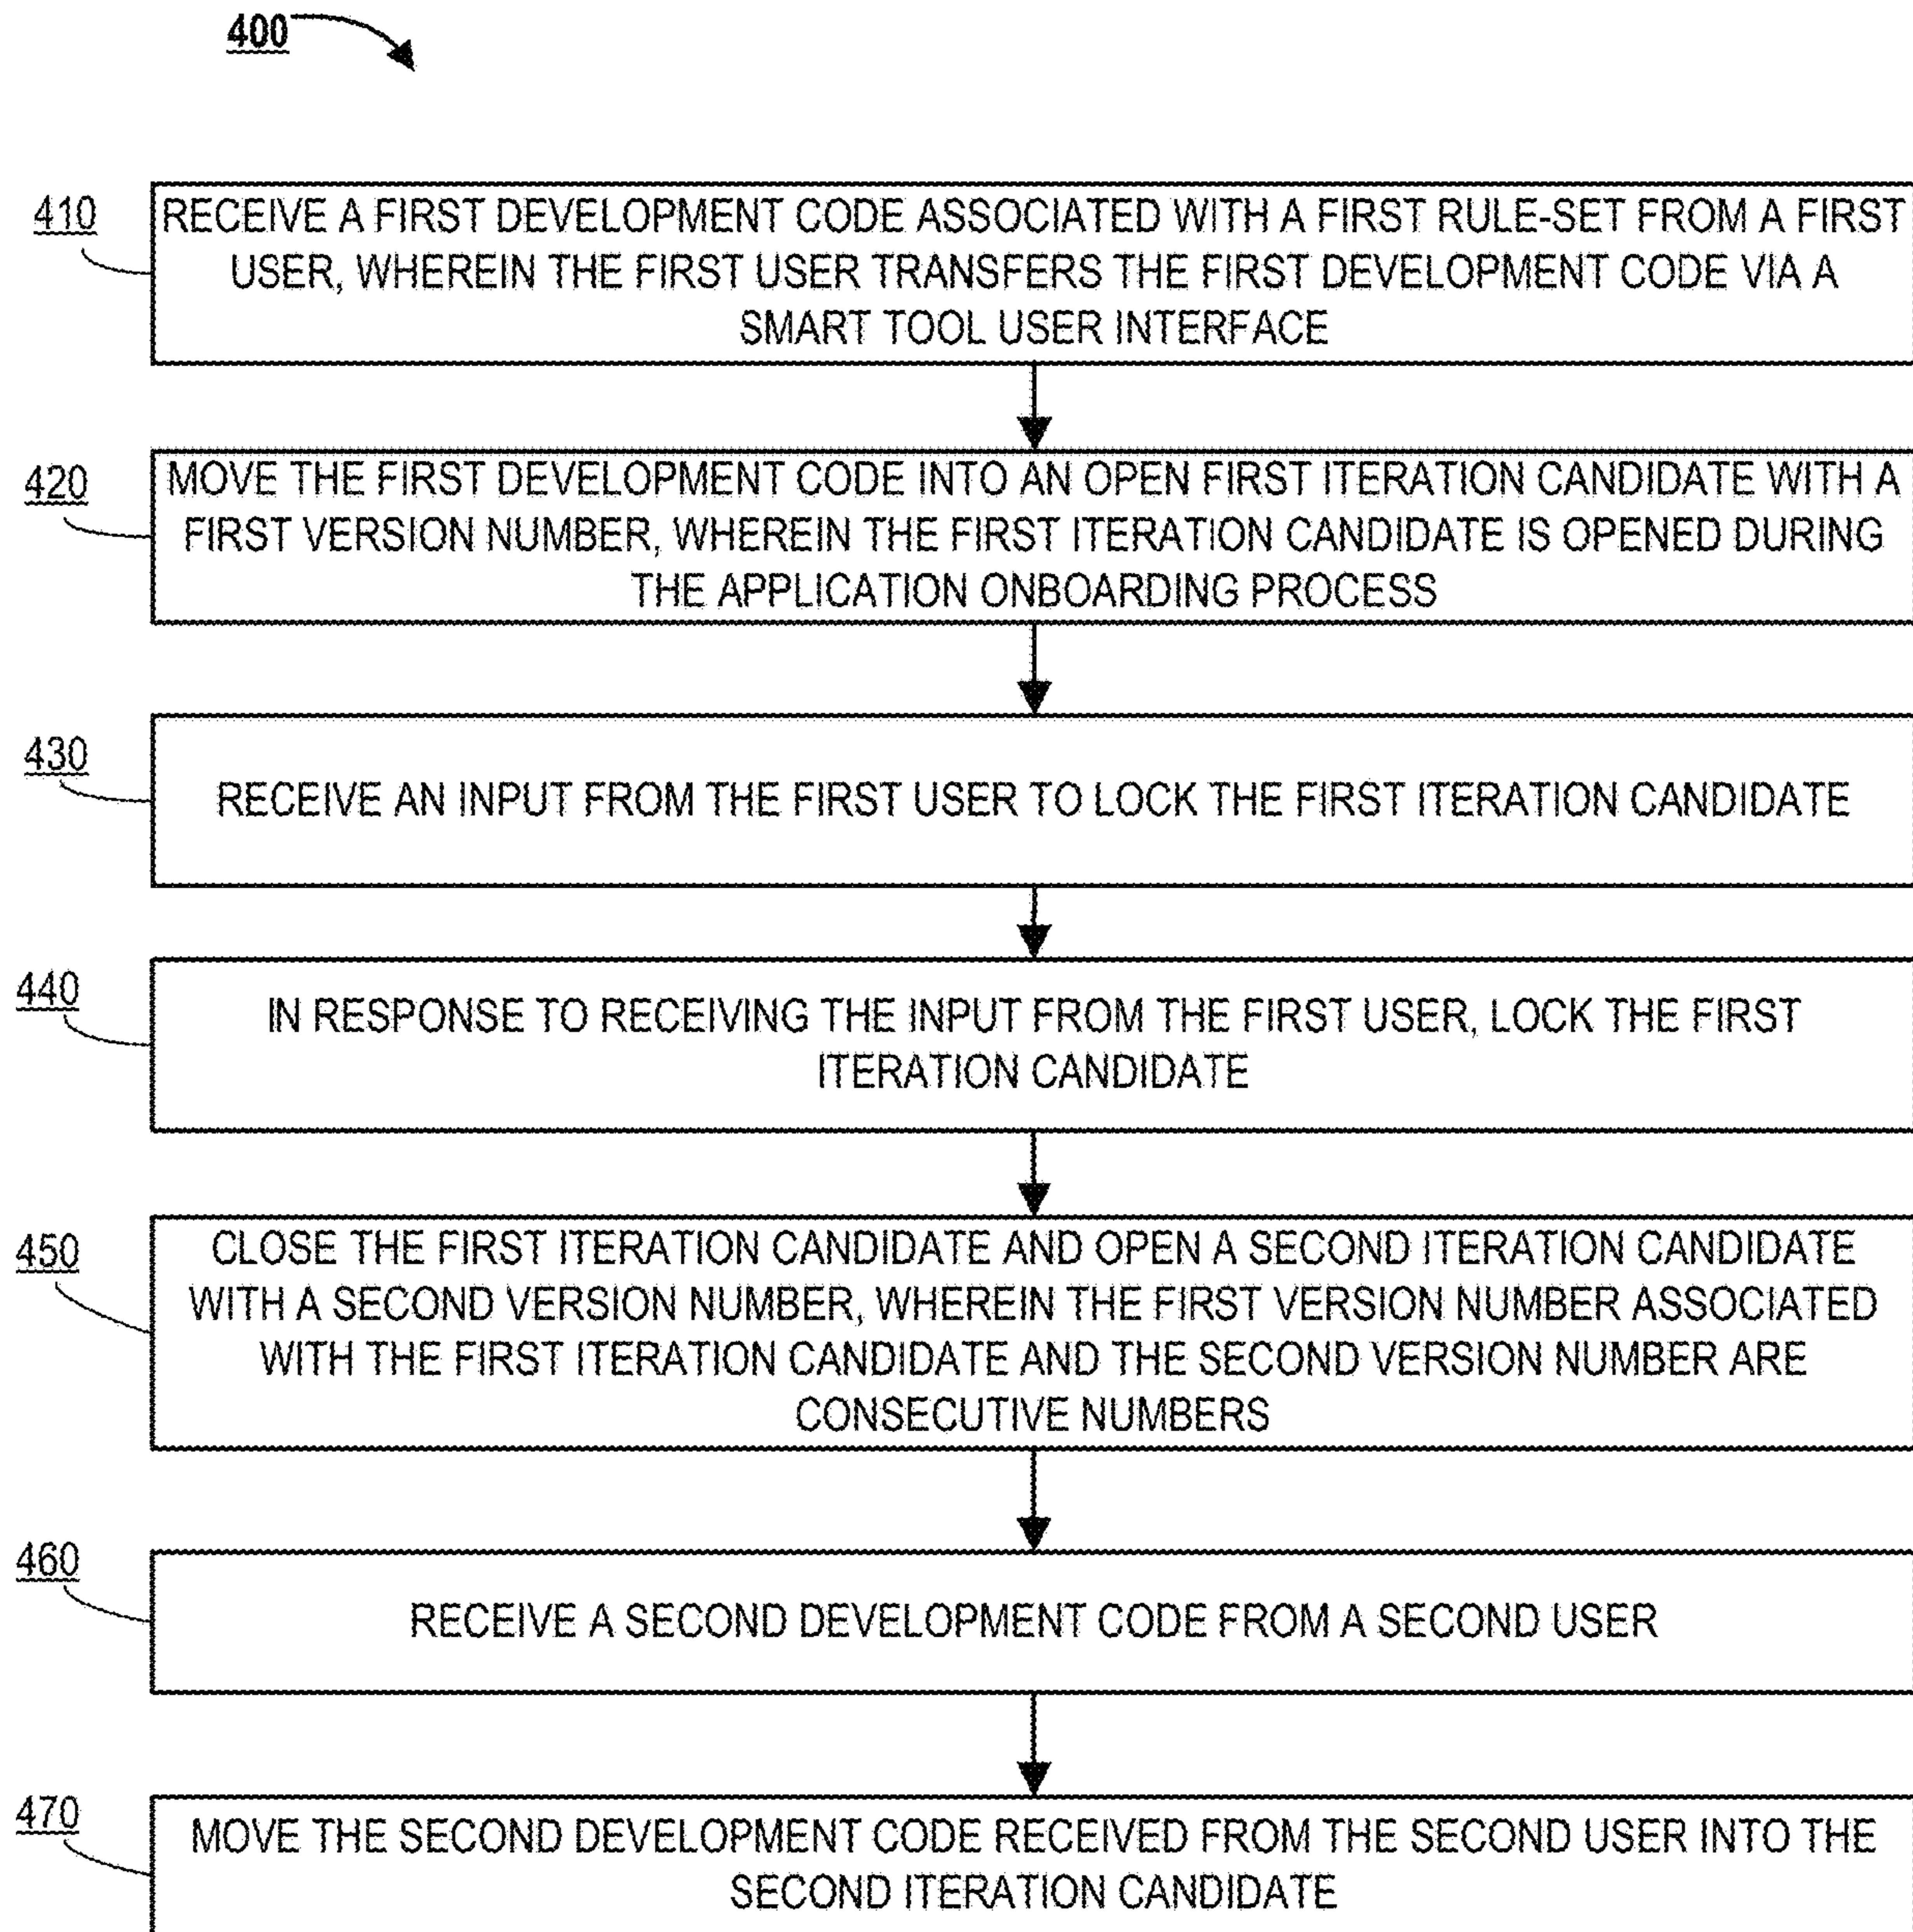 400
410
RECEIVE A FIRST DEVELOPMENT CODE ASSOCIATED WITH A FIRST RULE-SET FROM A FIRST
USER, WHEREIN THE FIRST USER TRANSFERS THE FIRST DEVELOPMENT CODE VIA A
SMART TOOL USER INTERFACE
420
MOVE THE FIRST DEVELOPMENT CODE INTO AN OPEN FIRST ITERATION CANDIDATE WITH A
FIRST VERSION NUMBER, WHEREIN THE FIRST ITERATION CANDIDATE IS OPENED DURING
THE APPLICATION ONBOARDING PROCESS
430
RECEIVE AN INPUT FROM THE FIRST USER TO LOCK THE FIRST ITERATION CANDIDATE
440
IN RESPONSE TO RECEIVING THE INPUT FROM THE FIRST USER, LOCK THE FIRST
ITERATION CANDIDATE
450
CLOSE THE FIRST ITERATION CANDIDATE AND OPEN A SECOND ITERATION CANDIDATE
WITH A SECOND VERSION NUMBER, WHEREIN THE FIRST VERSION NUMBER ASSOCIATED
WITH THE FIRST ITERATION CANDIDATE AND THE SECOND VERSION NUMBER ARE
CONSECUTIVE NUMBERS
460
RECEIVE A SECOND DEVELOPMENT CODE FROM A SECOND USER
470
MOVE THE SECOND DEVELOPMENT CODE RECEIVED FROM THE SECOND USER INTO THE
SECOND ITERATION CANDIDATE